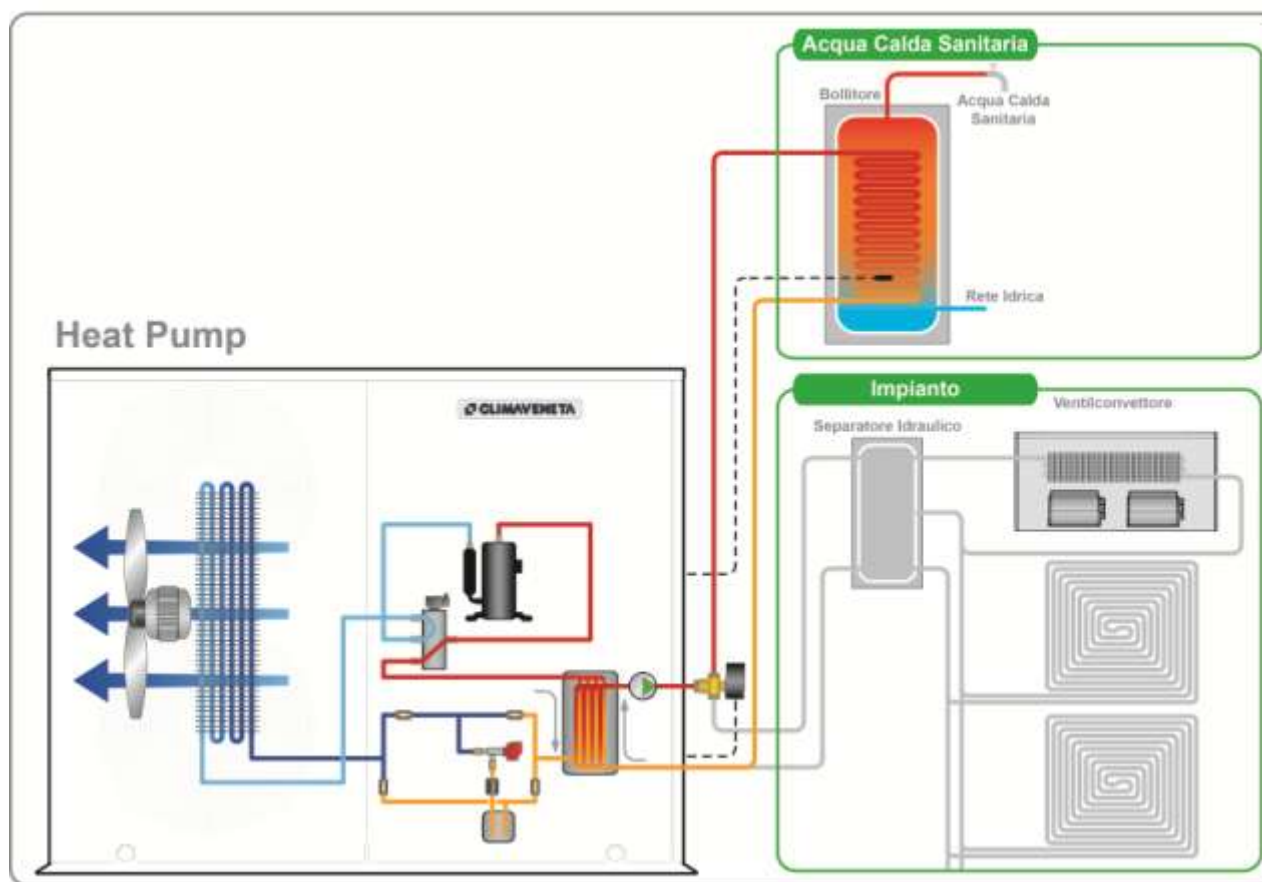 Acqua Calda Sanitaria
Bollitore
Acqua Calda
Sanitaria
Rete Idrica
Heat Pump
CLIMAVENETA
Impianto
Ventilconvettore
Separatore Idraulico